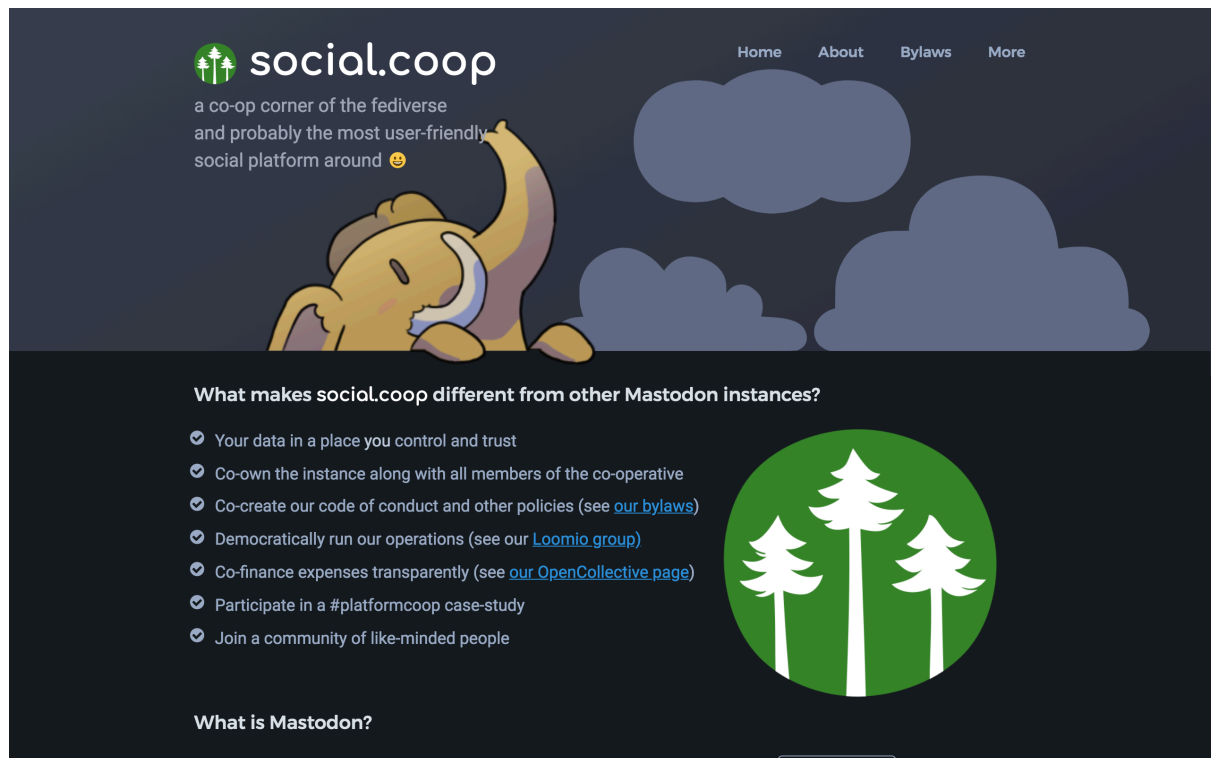 social.coop
Home About Bylaws More
a co-op corner of the fediverse
and probably the most user-friendly
social platform around 😀
What makes social.coop different from other Mastodon instances?
Your data in a place you control and trust
Co-own the instance along with all members of the co-operative
Co-create our code of conduct and other policies (see our bylaws)
Democratically run our operations (see our Loomio group)
Co-finance expenses transparently (see our OpenCollective page)
Participate in a #platformcoop case-study
Join a community of like-minded people
What is Mastodon?